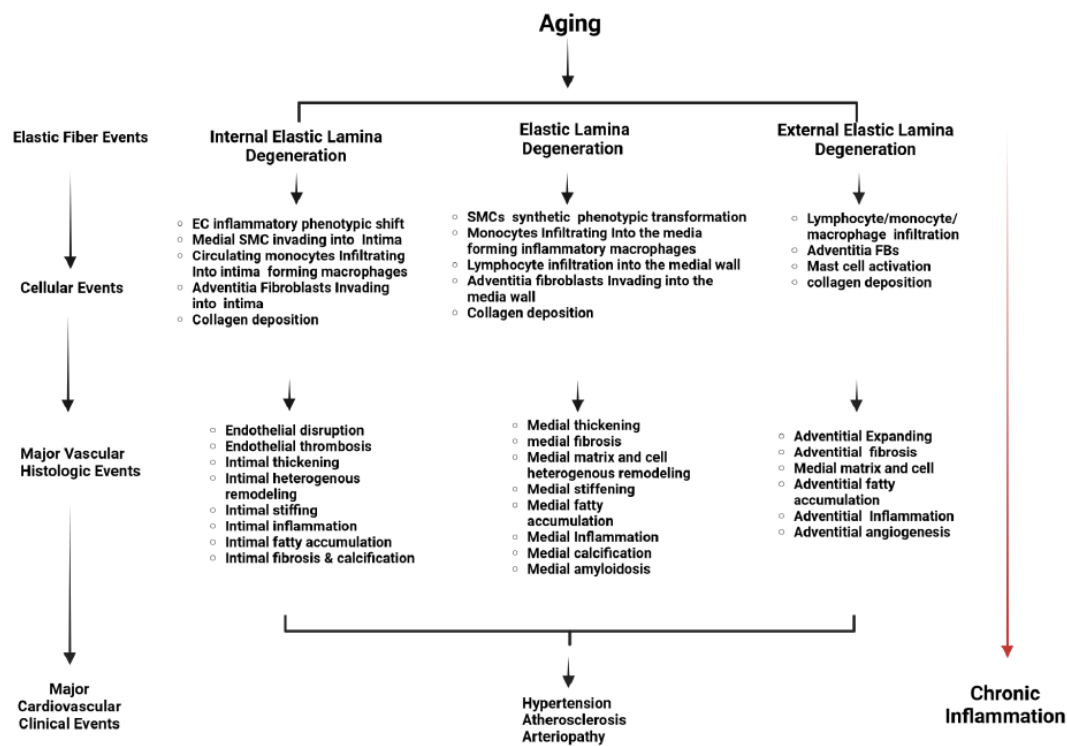 Aging
Elastic Fiber Events
Internal Elastic Lamina
Degeneration
Elastic Lamina
Degeneration
External Elastic Lamina
Degeneration
Cellular Events
EC inflammatory phenotypic shift
Medial SMC invading into Intima
Circulating monocytes Infiltrating
Into intima forming macrophages
Adventitia Fibroblasts Invading
into intima
Collagen deposition
SMCs synthetic phenotypic transformation
Monocytes Infiltrating Into the media
forming inflammatory macrophages
Lymphocyte infiltration into the medial wall
Adventitia fibroblasts Invading into the
media wall
Collagen deposition
Lymphocyte/monocyte/
macrophage infiltration
Adventitia FBs
Mast cell activation
collagen deposition
Major Vascular
Histologic Events
Endothelial disruption
Endothelial thrombosis
Intimal thickening
Intimal heterogenous
remodeling
Intimal stiffing
Intimal inflammation
Intimal fatty accumulation
Intimal fibrosis & calcification
Medial thickening
medial fibrosis
Medial matrix and cell
heterogenous remodeling
Medial stiffening
Medial fatty
accumulation
Medial Inflammation
Medial calcification
Medial amyloidosis
Adventitial Expanding
Adventitial fibrosis
Medial matrix and cell
Adventitial fatty
accumulation
Adventitial Inflammation
Adventitial angiogenesis
Major
Cardiovascular
Clinical Events
Hypertension
Atherosclerosis
Arteriopathy
Chronic
Inflammation